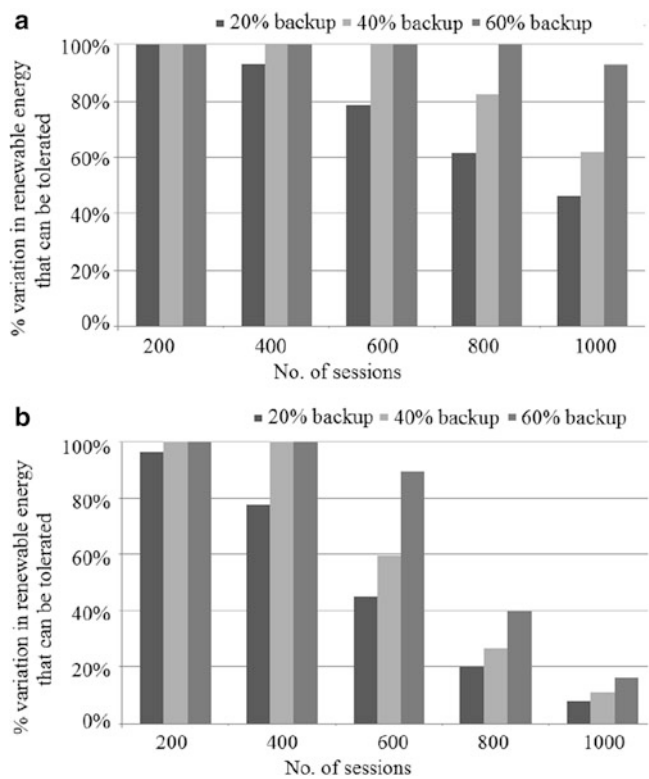 a
20% backup 40% backup 60% backup
% variation in renewable energy
that can be tolerated
100%
80%
60%
40%
20%
0%
200 400 600 800 1000
No. of sessions
b
20% backup 40% backup 60% backup
% variation in renewable energy
that can be tolerated
100%
80%
60%
40%
20%
0%
200 400 600 800 1000
No. of sessions